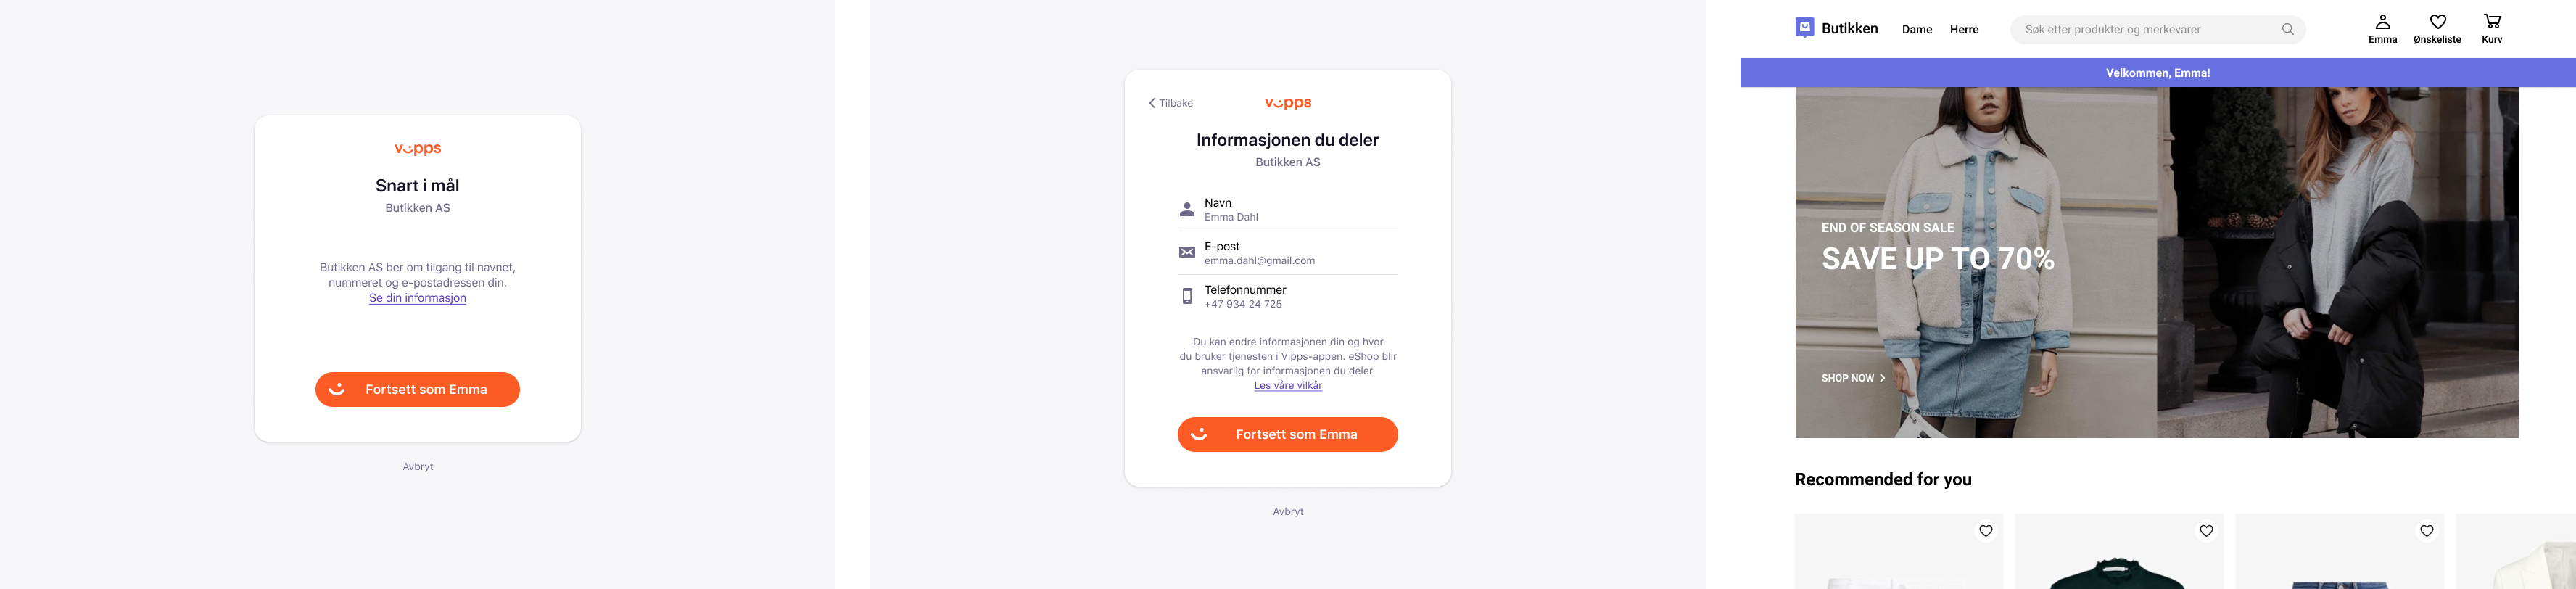 vipps
Snart i mål
Butikken AS
Butikken AS ber om tilgang til navnet,
nummeret og e-postadressen din.
Se din informasjon
Fortsett som Emma
Avbryt
Tilbake
vipps
Informasjonen du deler
Butikken AS
Navn
Emma Dahl
E-post
emma.dahl@gmail.com
Telefonnummer
+47 934 24 725
Du kan endre informasjonen din og hvor
du bruker tjenesten i Vipps-appen. eShop blir
ansvarlig for informasjonen du deler.
Les våre vilkår
Fortsett som Emma
Avbryt
Butikken
Dame
Herre
Søk etter produkter og merkevarer
Emma
Ønskeliste
Kurv
Velkommen, Emma!
END OF SEASON SALE
SAVE UP TO 70%
SHOP NOW
Recommended for you